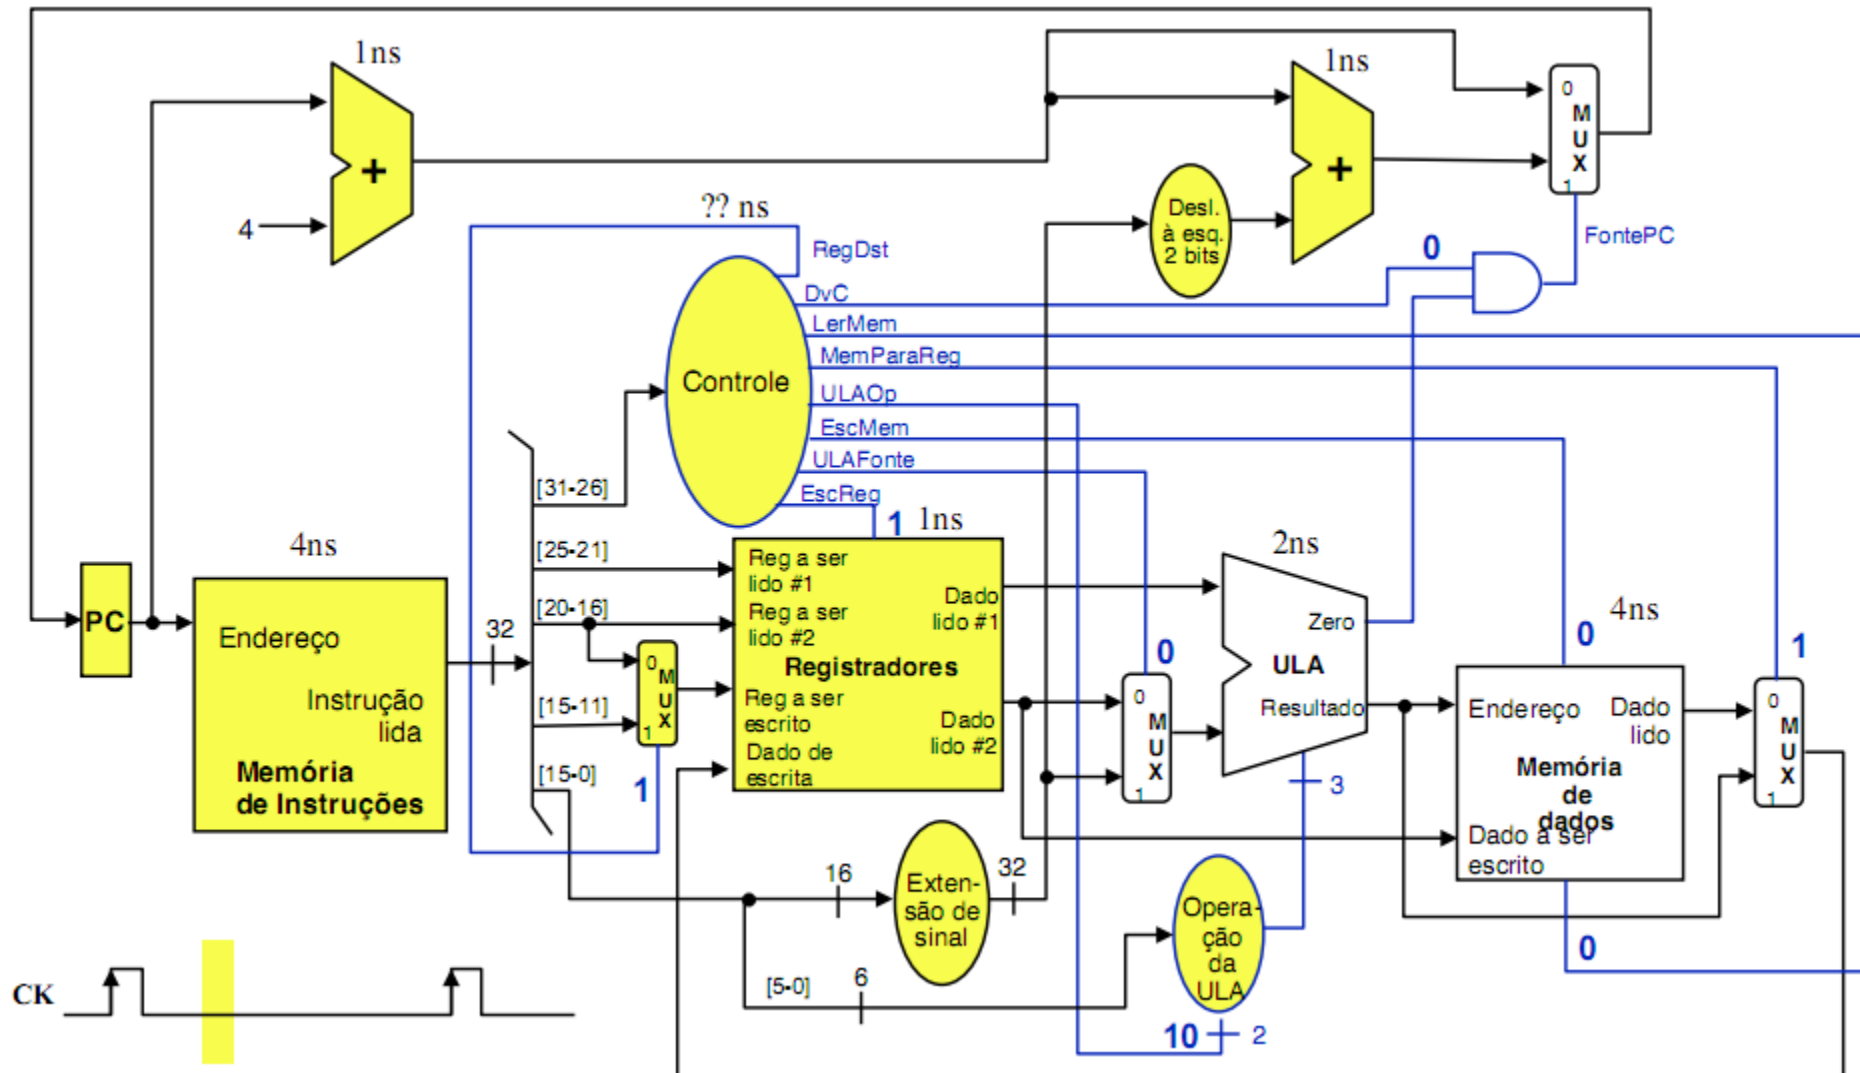 1ns
1ns
0
M
U
X
1
+
+
Desl.
à esq.
2 bits
4
?? ns
RegDst
0
FontePC
DvC
LerMem
MemParaReg
Controle
ULAOp
EscMem
ULAFonte
[31-26]
EscReg
1
1ns
4ns
[25-21]
Reg a ser
lido #1
2ns
Dado
lido #1
[20-16]
Reg a ser
lido #2
Zero
0
4ns
PC
Endereço
32
0
M
U
X
1
Registradores
0
ULA
1
Instrução
lida
[15-11]
Reg a ser
escrito
Dado
lido #2
0
M
U
X
1
Resultado
Endereço
Dado
lido
0
M
U
X
1
Memória
de Instruções
[15-0]
1
Dado de
escrita
3
Memória
de
dados
Dado a ser
escrito
16
Exten-
são de
sinal
32
Opera-
ção
da
ULA
0
CK
[5-0]
6
10
2